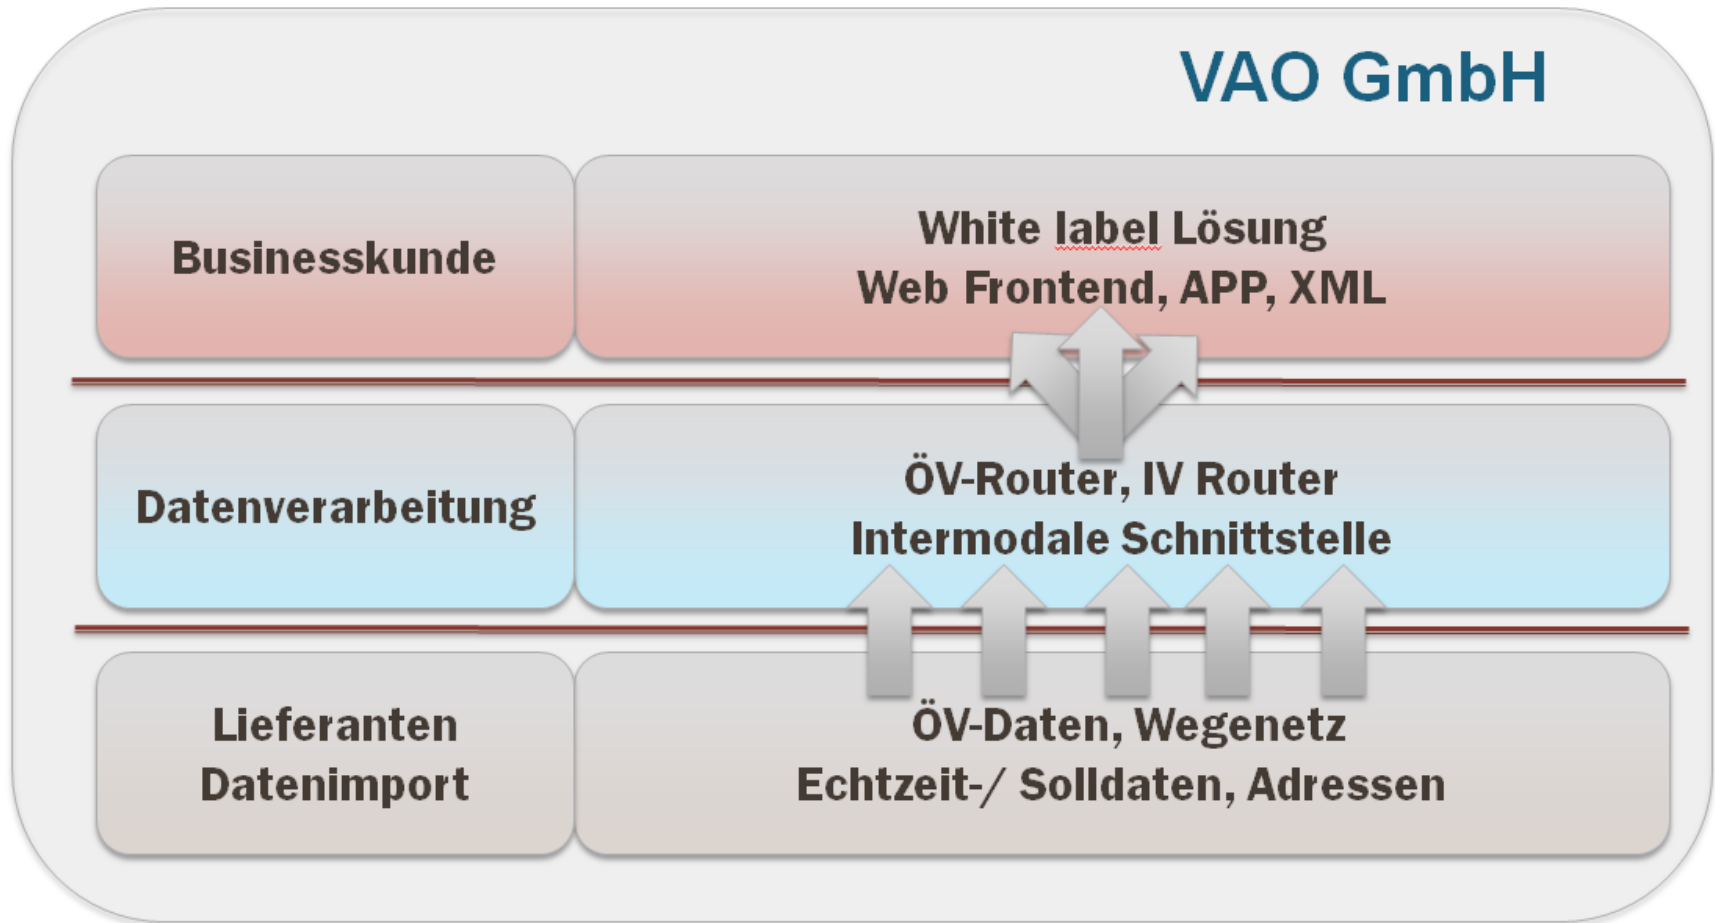 VAO GmbH
Businesskunde
White label Lösung
Web Frontend, APP, XML
Datenverarbeitung
ÖV-Router, IV Router
Intermodale Schnittstelle
Lieferanten
Datenimport
ÖV-Daten, Wegenetz
Echtzeit-/ Solldaten, Adressen